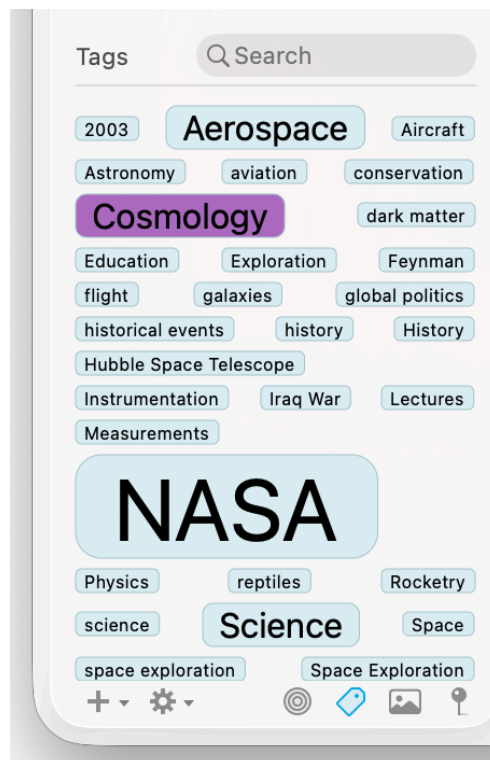 Tags Search
2003 Aerospace Aircraft
Astronomy aviation conservation
Cosmology dark matter
Education Exploration Feynman
flight galaxies global politics
historical events history History
Hubble Space Telescope
Instrumentation Iraq War Lectures
Measurements
NASA
Physics reptiles Rocketry
science Science Space
space exploration Space Exploration